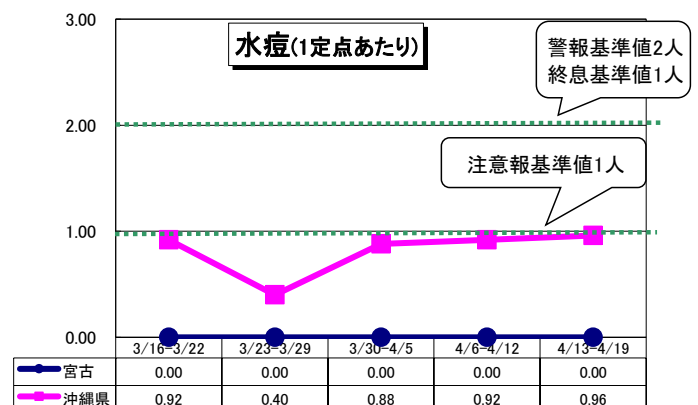 水痘(1定点あたり)
警報基準値2人
終息基準値1人
注意報基準値1人
3.00
2.00
1.00
0.00
3/16-3/22 3/23-3/29 3/30-4/5 4/6-4/12 4/13-4/19
宮古 0.00 0.00 0.00 0.00 0.00
沖縄県 0.92 0.40 0.88 0.92 0.96